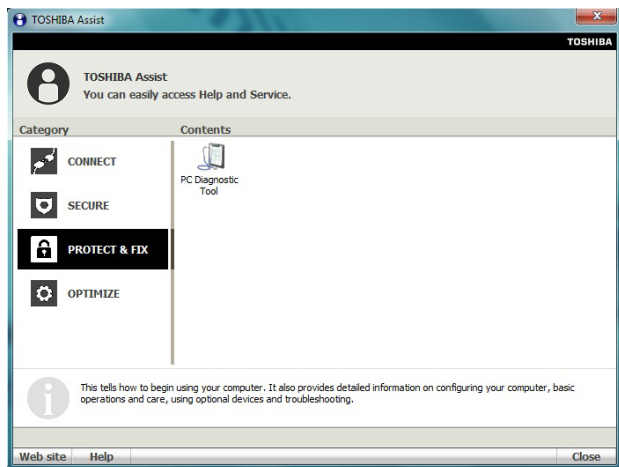 TOSHIBA Assist
TOSHIBA
TOSHIBA Assist
You can easily access Help and Service.
Category
Contents
CONNECT
SECURE
PROTECT & FIX
OPTIMIZE
PC Diagnostic
Tool
This tells how to begin using your computer. It also provides detailed information on configuring your computer, basic
operations and care, using optional devices and troubleshooting.
Web site
Help
Close